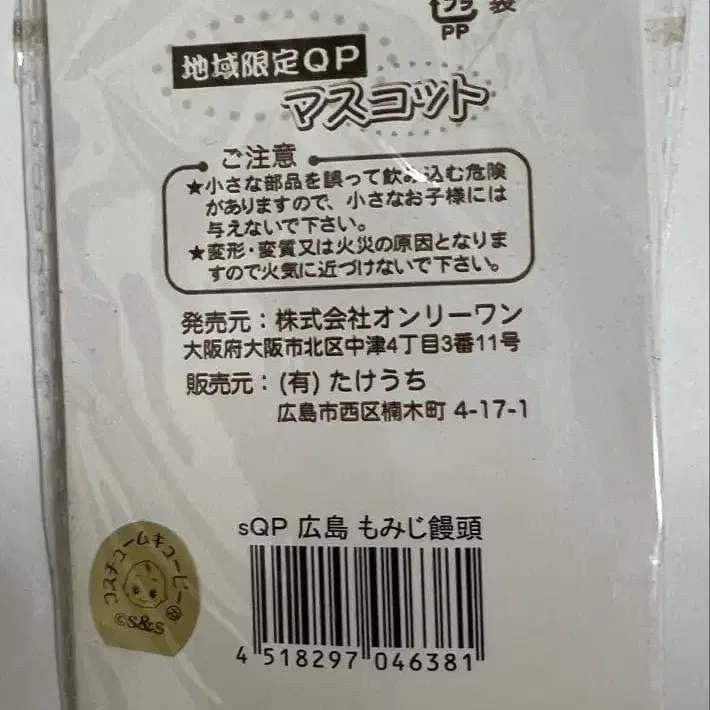 プラ
袋
PP
地域限定QP
マスコット
ご注意
★小さな部品を誤って飲み込む危険
がありますので、小さなお子様には
与えないで下さい。
★変形・変質又は火災の原因となりま
すので火気に近づけないで下さい。
発売元：株式会社オンリーワン
大阪府大阪市北区中津4丁目3番11号
販売元：(有)たけうち
広島市西区楠木町 4-17-1
sQP 広島 もみじ饅頭
コスチュームキューピー
©S&S
4 518297 046381